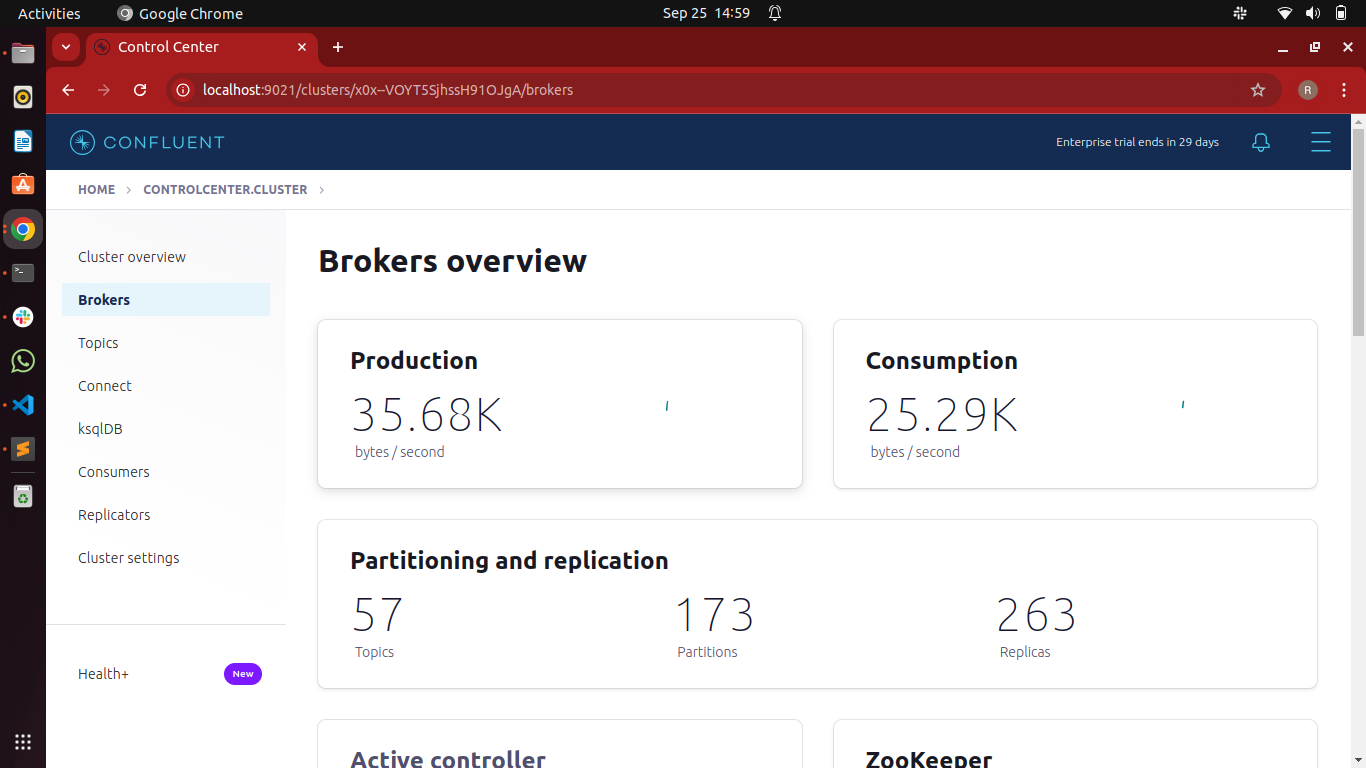 Activities
Google Chrome
Sep 25 14:59
Control Center
localhost:9021/clusters/x0x--VOYT5SjhssH91OJgA/brokers
R
CONFLUENT
Enterprise trial ends in 29 days
HOME
CONTROLCENTER.CLUSTER
Cluster overview
Brokers
Topics
Connect
ksqlDB
Consumers
Replicators
Cluster settings
Health+
New
Brokers overview
Production
35.68K
bytes / second
Consumption
25.29K
bytes / second
Partitioning and replication
57
Topics
173
Partitions
263
Replicas
Active controller
ZooKeeper